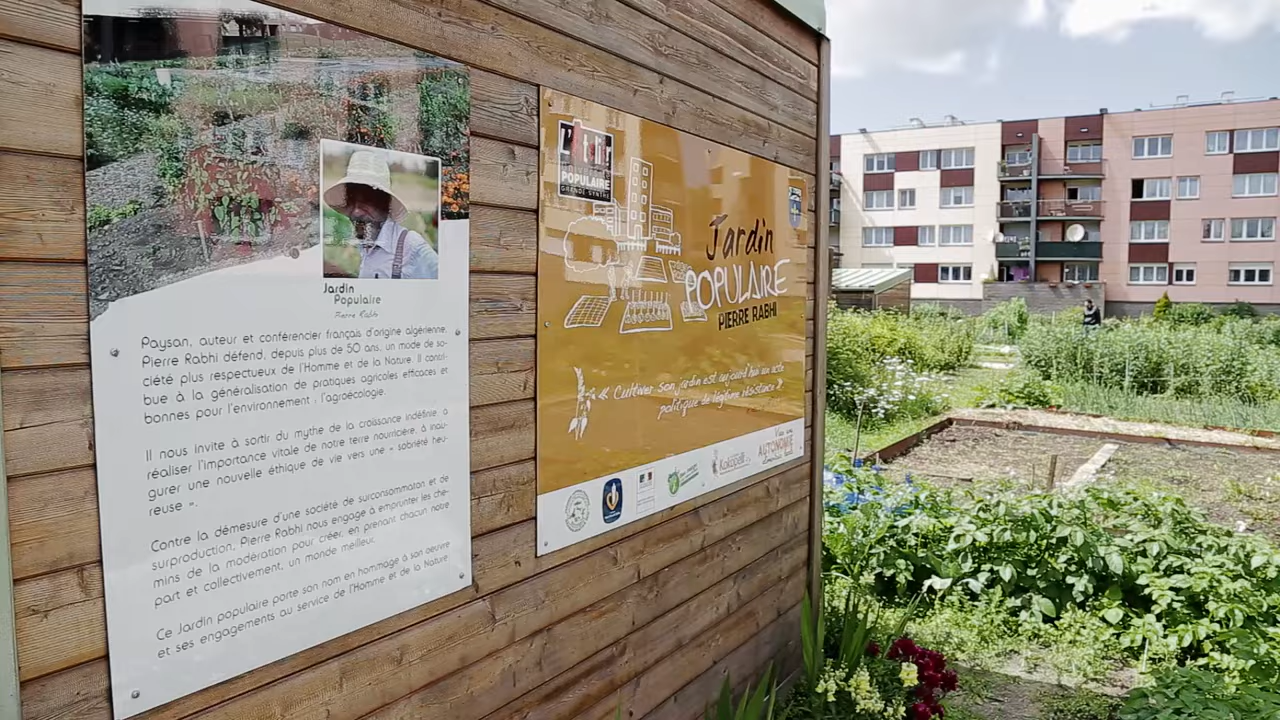 Jardin
Populaire
Pierre Rabhi
Paysan, auteur et conférencier français d'origine algérienne,
Pierre Rabhi défend, depuis plus de 50 ans, un mode de so-
ciété plus respectueux de l'Homme et de la Nature. Il contri-
bue à la généralisation de pratiques agricoles efficaces et
bonnes pour l'environnement : l'agroécologie.
Il nous invite à sortir du mythe de la croissance indéfinie, à
réaliser l'importance vitale de notre terre nourricière, à inau-
gurer une nouvelle éthique de vie vers une « sobriété heu-
reuse ».
Contre la démesure d'une société de surconsommation et de
surproduction, Pierre Rabhi nous engage à emprunter les che-
mins de la modération pour créer, en prenant chacun notre
part et collectivement, un monde meilleur.
Ce Jardin populaire porte son nom en hommage à son oeuvre
et ses engagements au service de l'Homme et de la Nature
POPULAIRE
GRANDE SYNTHE
Jardin
POPULAIRE
PIERRE RABHI
« Cultiver son jardin est aujourd'hui un acte
politique de légitime résistance »
Kokopelli
AUTONOMIE